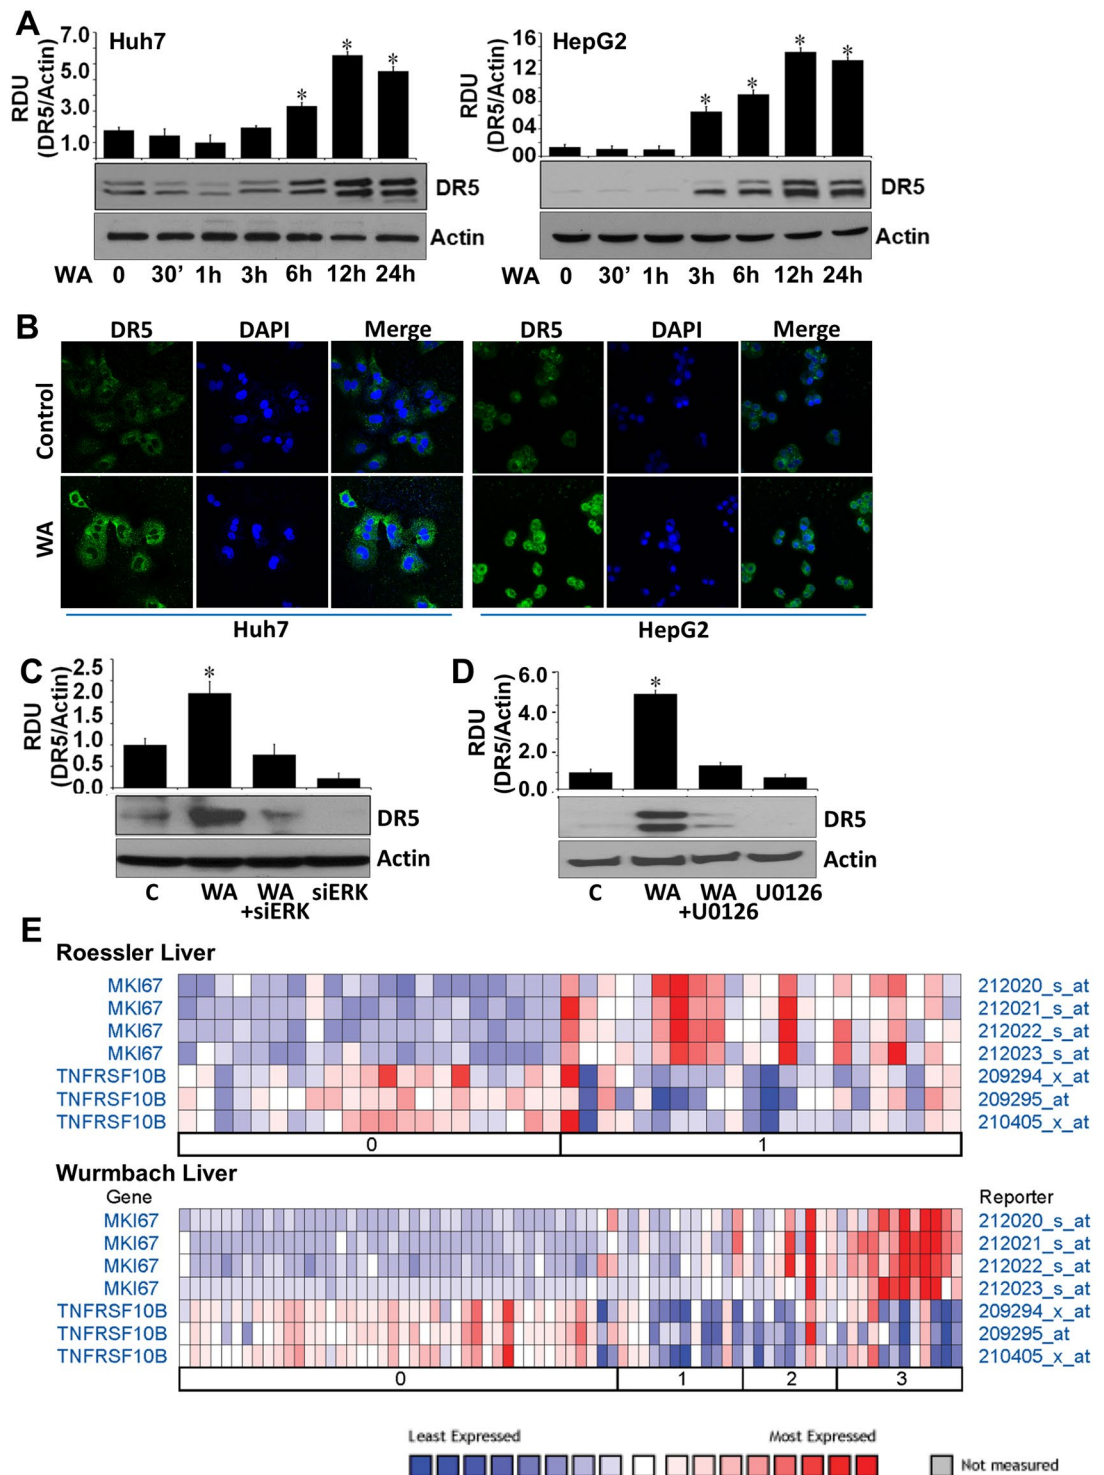 A
Huh7
HepG2
RDU
(DR5/Actin)
7.0
5.0
3.0
1.0
*
*
*
RDU
(DR5/Actin)
16
12
08
04
00
*
*
*
*
DR5
DR5
Actin
Actin
WA 0 30’ 1h 3h 6h 12h 24h
WA 0 30’ 1h 3h 6h 12h 24h
B
DR5 DAPI Merge DR5 DAPI Merge
Control
WA
Huh7 HepG2
C
RDU
(DR5/Actin)
2.5
2.0
1.5
1.0
0.5
0.0
*
DR5
Actin
C WA WA siERK
+siERK
D
RDU
(DR5/Actin)
6.0
4.0
2.0
0.0
*
DR5
Actin
C WA WA U0126
+U0126
E
Roessler Liver
MKI67 212020_s_at
MKI67 212021_s_at
MKI67 212022_s_at
MKI67 212023_s_at
TNFRSF10B 209294_x_at
TNFRSF10B 209295_at
TNFRSF10B 210405_x_at
0 1
Wurmbach Liver
Gene Reporter
MKI67 212020_s_at
MKI67 212021_s_at
MKI67 212022_s_at
MKI67 212023_s_at
TNFRSF10B 209294_x_at
TNFRSF10B 209295_at
TNFRSF10B 210405_x_at
0 1 2 3
Least Expressed Most Expressed
Not measured